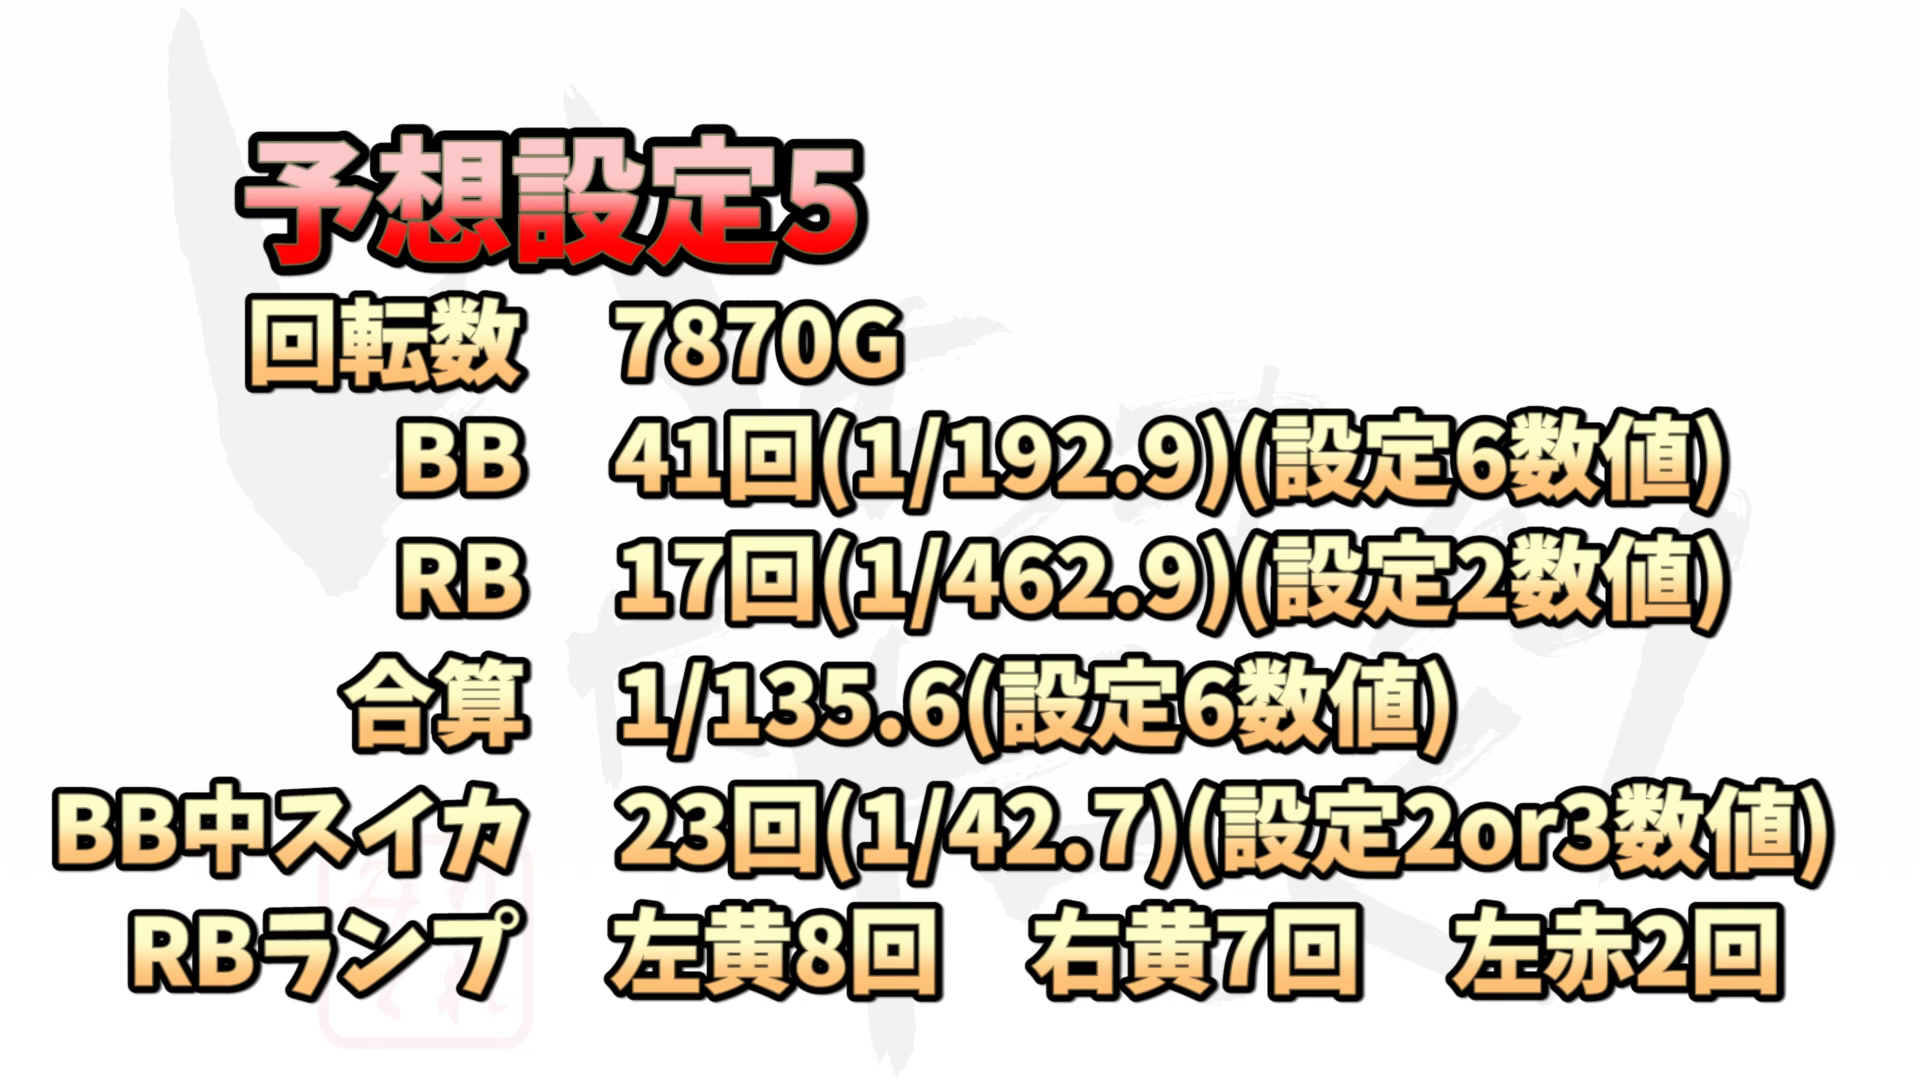 予想設定5
回転数 7870G
BB 41回(1/192.9)(設定6数値)
RB 17回(1/462.9)(設定2数値)
合算 1/135.6(設定6数値)
BB中スイカ 23回(1/42.7)(設定2or3数値)
RBランプ 左黄8回 右黄7回 左赤2回